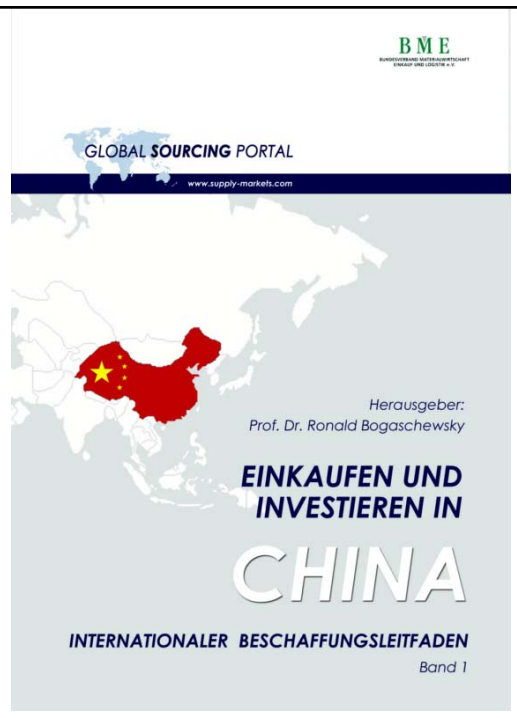 BME
BUNDESVERBAND MATERIALWIRTSCHAFT
EINKAUF UND LOGISTIK e.V.
GLOBAL SOURCING PORTAL
www.supply-markets.com
Herausgeber:
Prof. Dr. Ronald Bogaschewsky
EINKAUFEN UND
INVESTIEREN IN
CHINA
INTERNATIONALER BESCHAFFUNGSLEITFADEN
Band 1